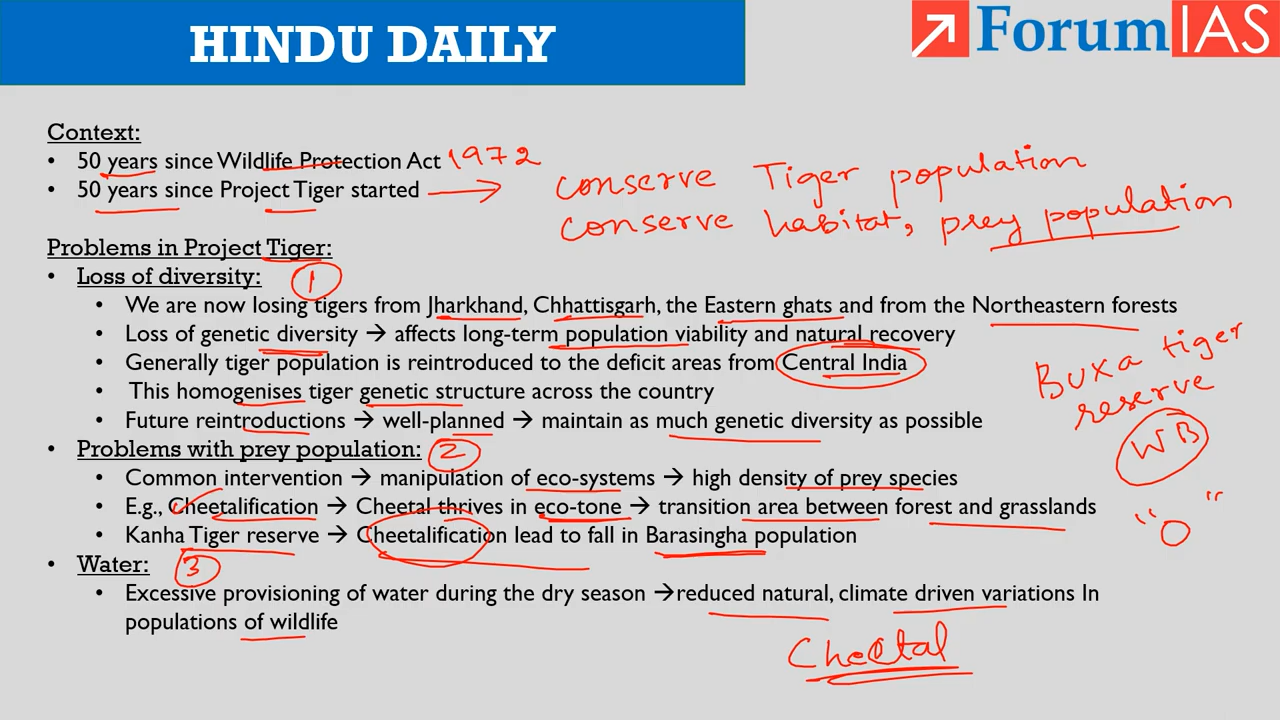 HINDU DAILY
ForumIAS
Context:
• 50 years since Wildlife Protection Act 1972
• 50 years since Project Tiger started →
conserve Tiger population
conserve habitat, prey population
Problems in Project Tiger:
• Loss of diversity: 1
• We are now losing tigers from Jharkhand, Chhattisgarh, the Eastern ghats and from the Northeastern forests
• Loss of genetic diversity → affects long-term population viability and natural recovery
• Generally tiger population is reintroduced to the deficit areas from Central India
• This homogenises tiger genetic structure across the country
• Future reintroductions → well-planned → maintain as much genetic diversity as possible
Buxa tiger
reserve
WB
"0"
• Problems with prey population: 2
• Common intervention → manipulation of eco-systems → high density of prey species
• E.g., Cheetalification → Cheetal thrives in eco-tone → transition area between forest and grasslands
• Kanha Tiger reserve → Cheetalification lead to fall in Barasingha population
• Water: 3
• Excessive provisioning of water during the dry season →reduced natural, climate driven variations In
populations of wildlife
Cheetal